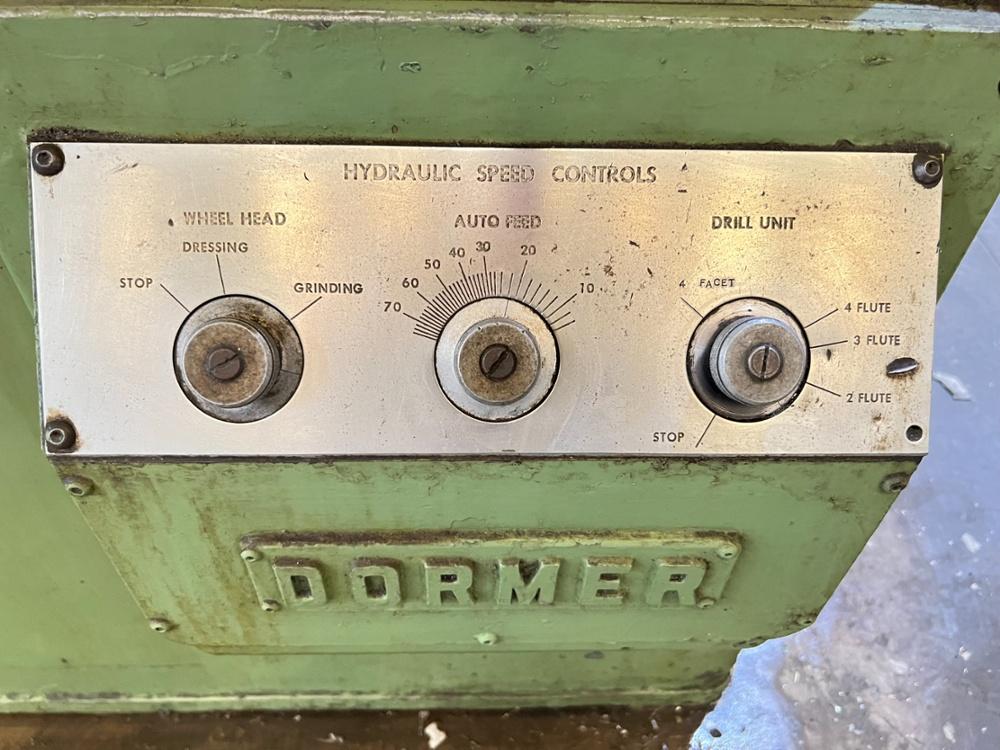 HYDRAULIC SPEED CONTROLS
WHEEL HEAD
STOP
DRESSING
GRINDING
AUTO FEED
70
60
50
40
30
20
10
DRILL UNIT
4 FACET
4 FLUTE
3 FLUTE
2 FLUTE
STOP
DORMER